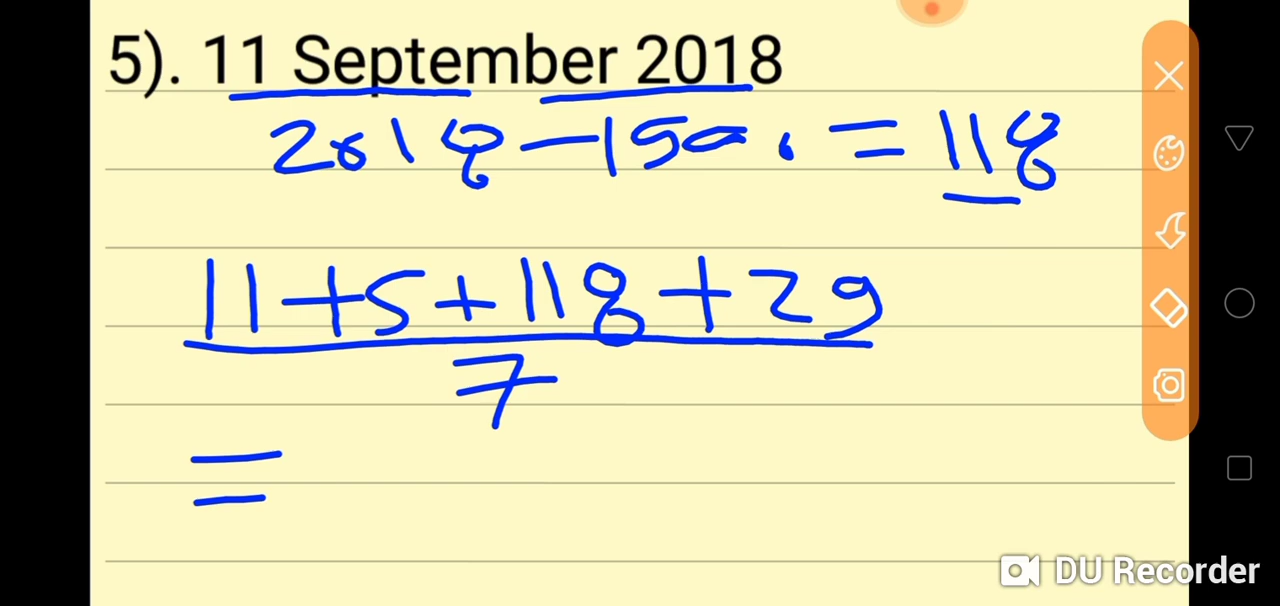 5). 11 September 2018
2018 - 1900 = 118
11 + 5 + 118 + 29
7
=
DU Recorder